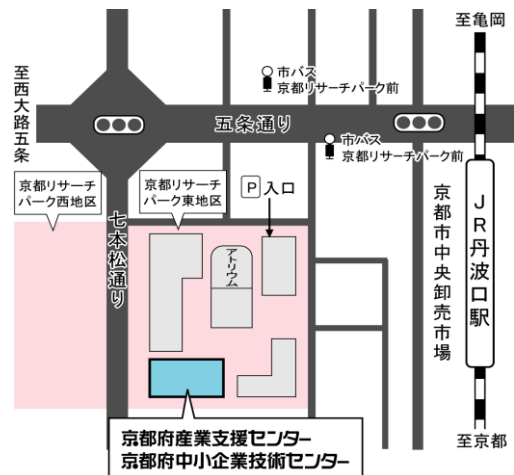 至亀岡
市バス
京都リサーチパーク前
至西大路五条
五条通り
市バス
京都リサーチパーク前
京都リサーチ
パーク西地区
京都リサーチ
パーク東地区
P 入口
七本松通り
アトリウム
京都市中央卸売市場
JR丹波口駅
京都府産業支援センター
京都府中小企業技術センター
至京都